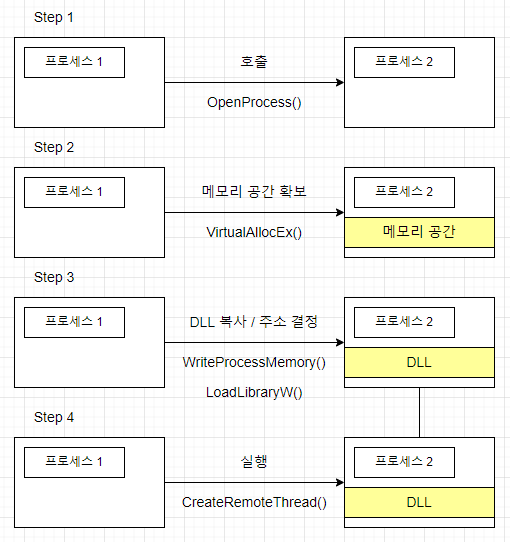 Step 1
프로세스 1
호출
프로세스 2
OpenProcess()
Step 2
프로세스 1
메모리 공간 확보
프로세스 2
VirtualAllocEx()
메모리 공간
Step 3
프로세스 1
DLL 복사 / 주소 결정
프로세스 2
WriteProcessMemory()
DLL
LoadLibraryW()
Step 4
프로세스 1
실행
프로세스 2
CreateRemoteThread()
DLL